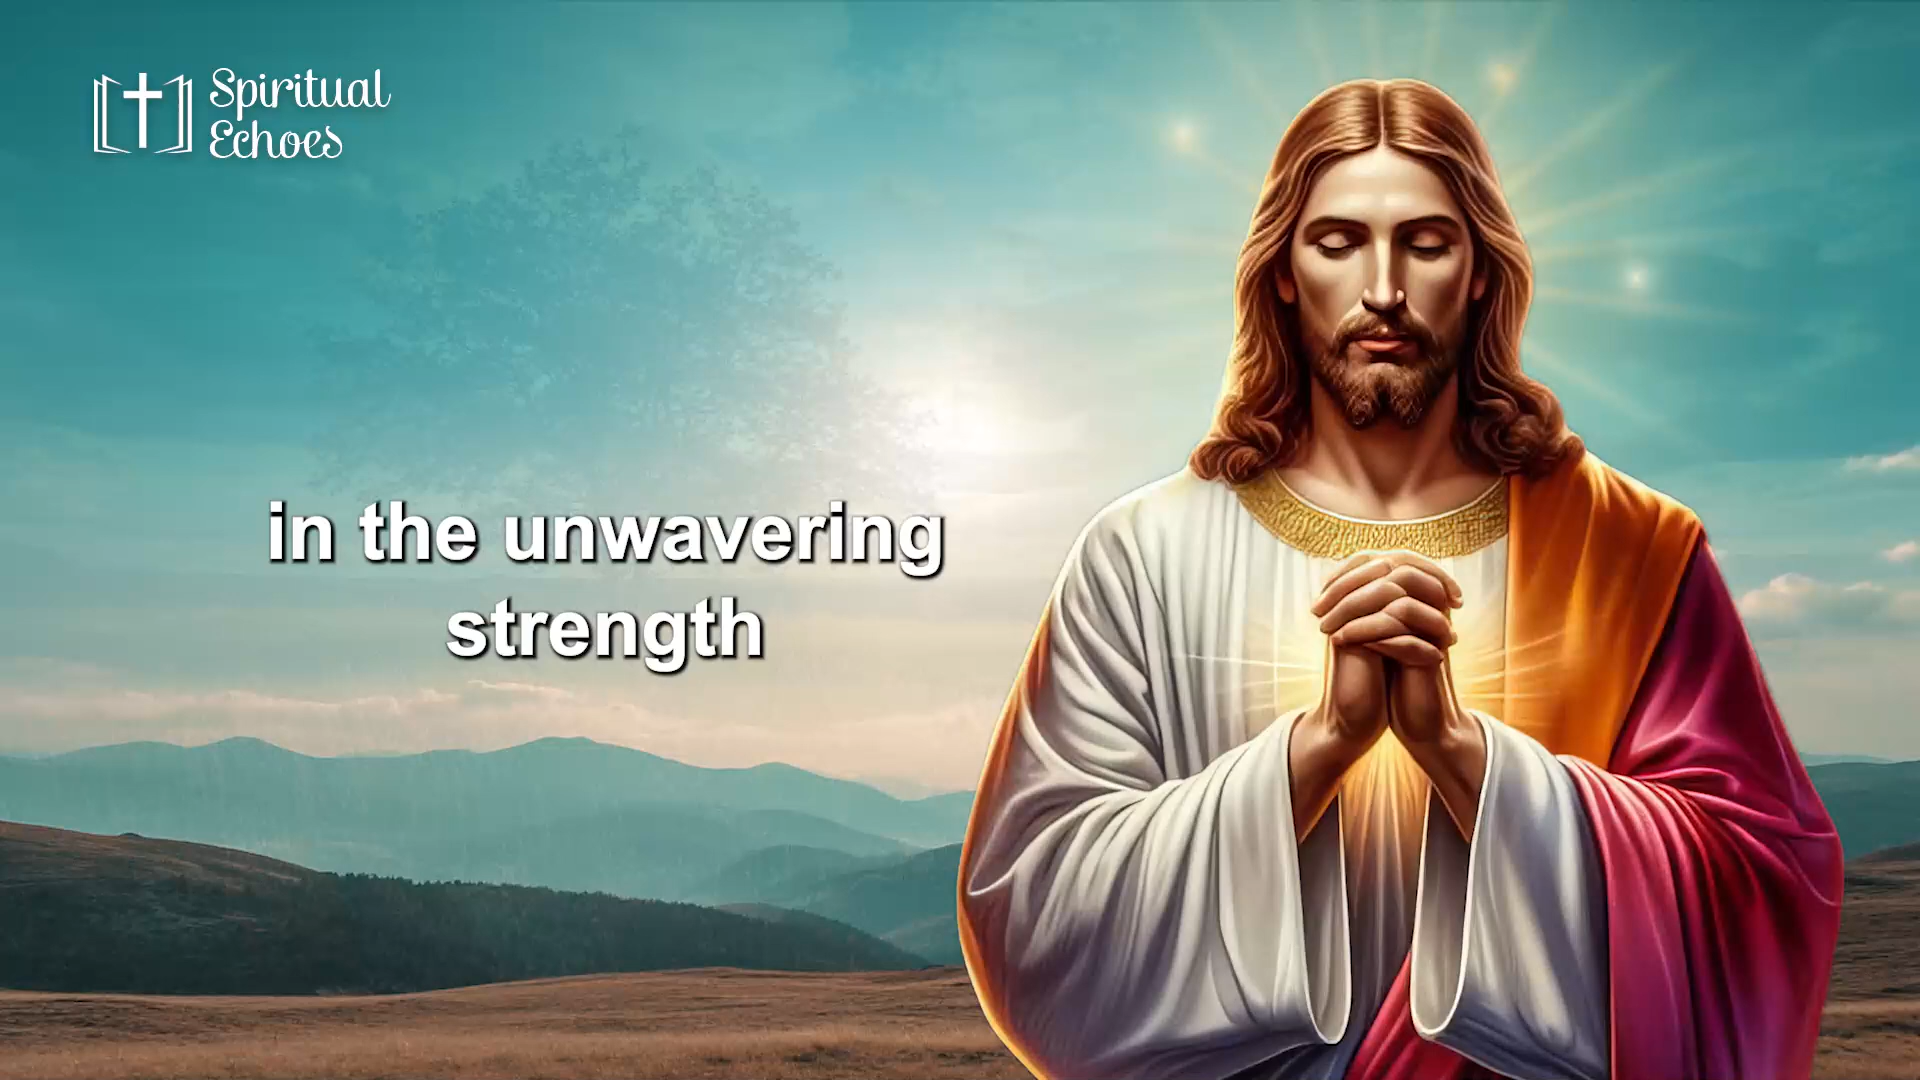 Spiritual
Echoes
in the unwavering
strength